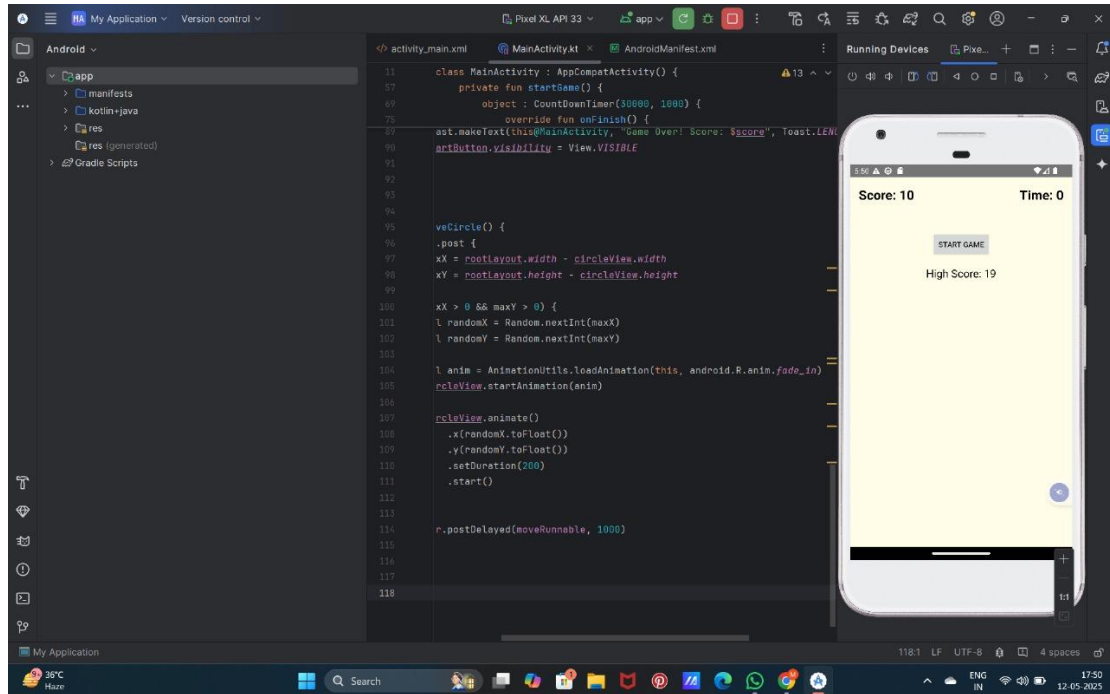 HA My Application Version control
Pixel XL API 33 app
Android
app
manifests
kotlin+java
res
res (generated)
Gradle Scripts
activity_main.xml MainActivity.kt AndroidManifest.xml
11 class MainActivity : AppCompatActivity() {
13
57 private fun startGame() {
69 object : CountDownTimer(30000, 1000) {
75 override fun onFinish() {
89 ast.makeText(this@MainActivity, "Game Over! Score: $score", Toast.LENG
90 artButton.visibility = View.VISIBLE
91
92
93
94
95 veCircle() {
96 .post {
97 xX = rootLayout.width - circleView.width
98 xY = rootLayout.height - circleView.height
99
100 xX > 0 && maxY > 0) {
101 l randomX = Random.nextInt(maxX)
102 l randomY = Random.nextInt(maxY)
103
104 l anim = AnimationUtils.loadAnimation(this, android.R.anim.fade_in)
105 rcleView.startAnimation(anim)
106
107 rcleView.animate()
108 .x(randomX.toFloat())
109 .y(randomY.toFloat())
110 .setDuration(200)
111 .start()
112
113
114 r.postDelayed(moveRunnable, 1000)
115
116
117
118
Running Devices Pixe...
5:50
Score: 10 Time: 0
START GAME
High Score: 19
1:1
My Application
118:1 LF UTF-8 4 spaces
36°C
Haze
Search
ENG
IN
17:50
12-05-2025